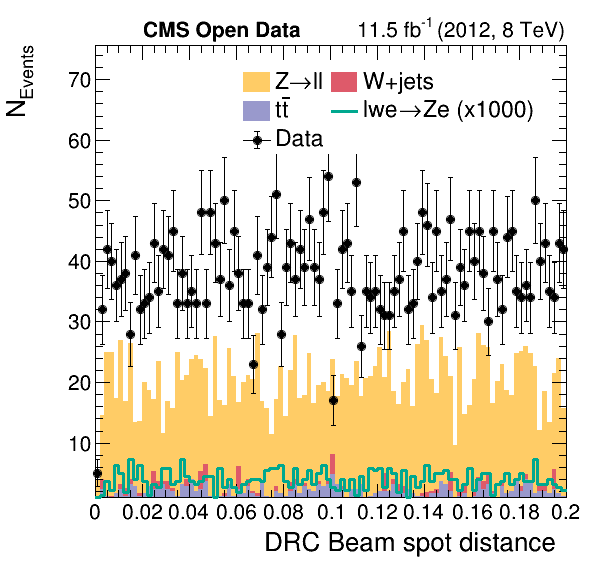 CMS Open Data 11.5 fb⁻¹ (2012, 8 TeV)
N_Events
Z→ll W+jets
tt̄ lwe→Ze (x1000)
Data
70
60
50
40
30
20
10
0 0.02 0.04 0.06 0.08 0.1 0.12 0.14 0.16 0.18 0.2
DRC Beam spot distance